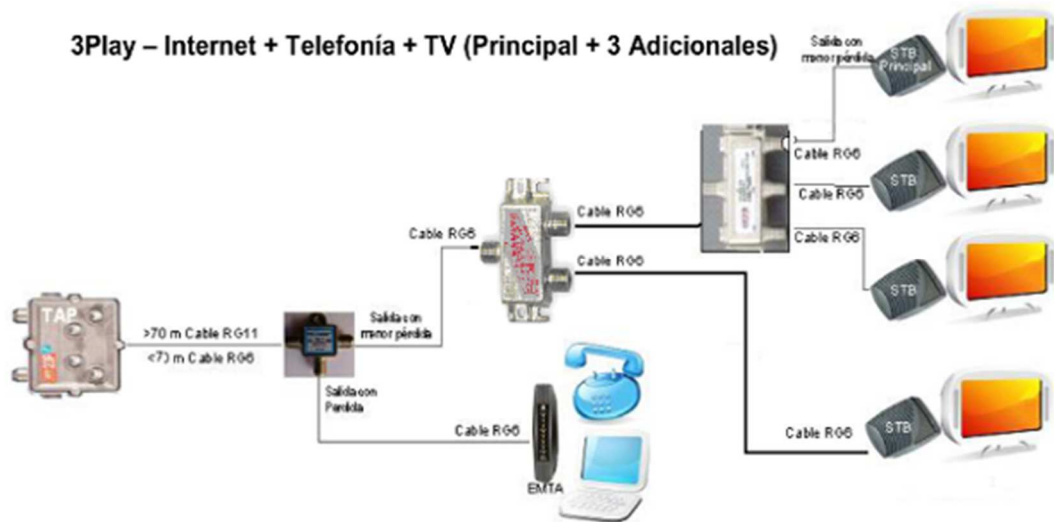 3Play – Internet + Telefonía + TV (Principal + 3 Adicionales)
Salida con
menor pérdida
STB
Principal
Cable RG6
STB
Cable RG6
Cable RG6
STB
Cable RG6
Cable RG6
Cable RG6
TAP
>70 m Cable RG11
<70 m Cable RG6
Salida con
menor pérdida
Salida con
Perdida
Cable RG6
EMTA
Cable RG6
STB